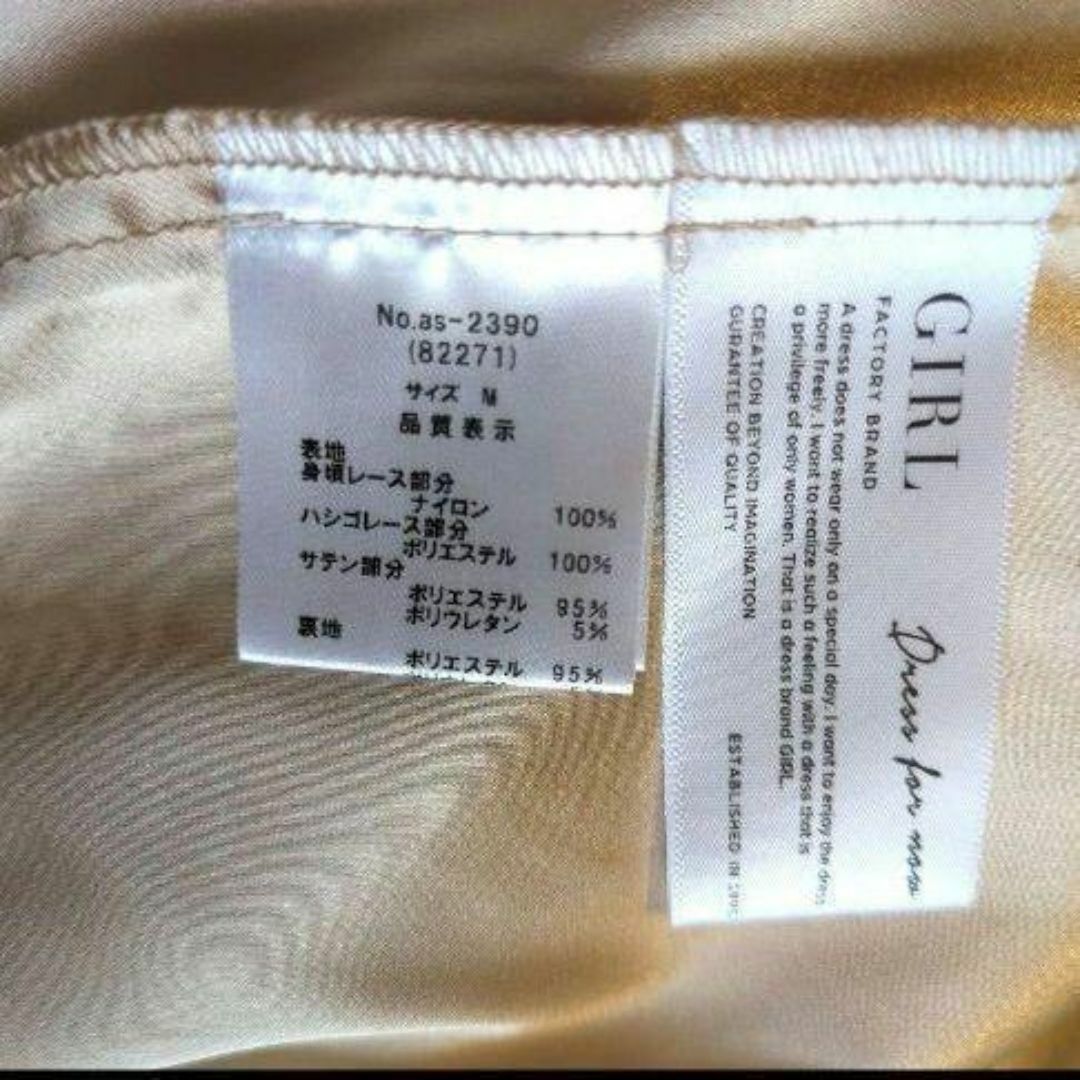 No.as-2390
(82271)
サイズ M
品質表示
表地
身頃レース部分
ナイロン 100%
ハシゴレース部分
ポリエステル 100%
サテン部分
ポリエステル 95%
ポリウレタン 5%
裏地
ポリエステル 95%
5%
GIRL
FACTORY BRAND
Dress for now
A dress does not wear only on a special day. I want to enjoy the dress
more freely. I want to realize such a feeling with a dress that is
a privilege of only women. That is a dress brand GIRL.
CREATION BEYOND IMAGINATION
GURANTEE OF QUALITY
ESTABLISHED IN